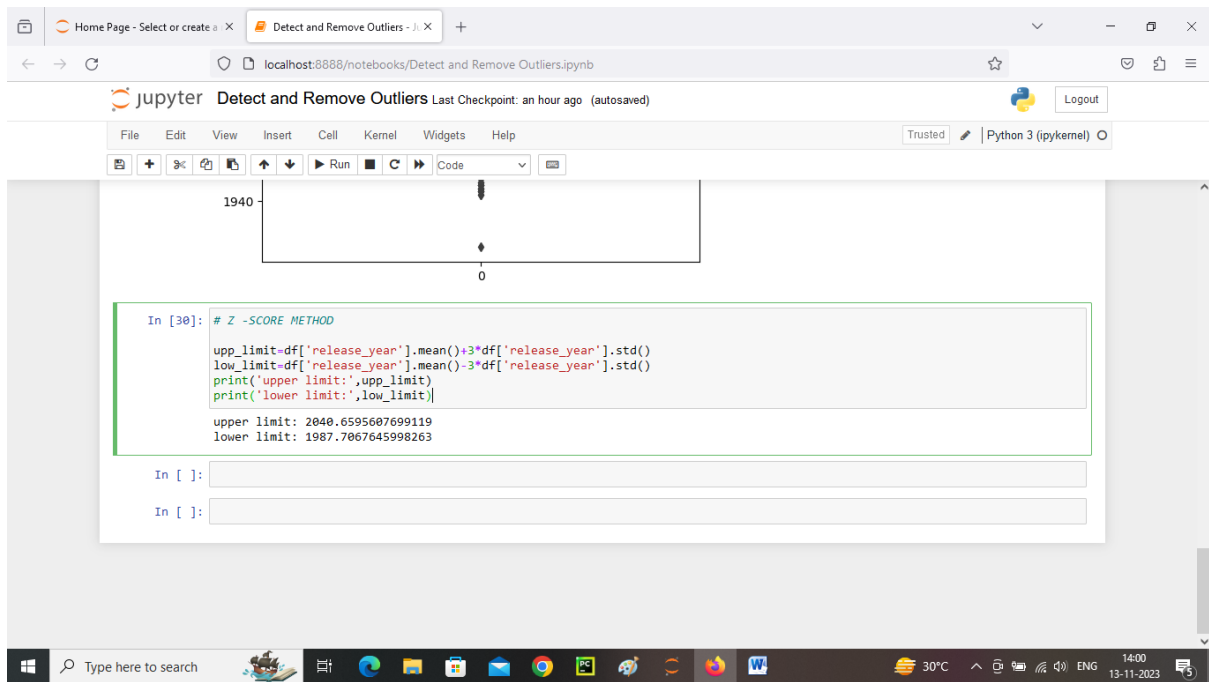 Home Page - Select or create a
Detect and Remove Outliers - Ju
localhost:8888/notebooks/Detect and Remove Outliers.ipynb
jupyter Detect and Remove Outliers Last Checkpoint: an hour ago (autosaved)
Logout
File Edit View Insert Cell Kernel Widgets Help
Trusted Python 3 (ipykernel)
Run Code
1940
0
In [30]: # Z -SCORE METHOD
upp_limit=df['release_year'].mean()+3*df['release_year'].std()
low_limit=df['release_year'].mean()-3*df['release_year'].std()
print('upper limit:',upp_limit)
print('lower limit:',low_limit)
upper limit: 2040.6595607699119
lower limit: 1987.7067645998263
In [ ]:
In [ ]:
Type here to search
PC
W
30°C
ENG
14:00
13-11-2023
5